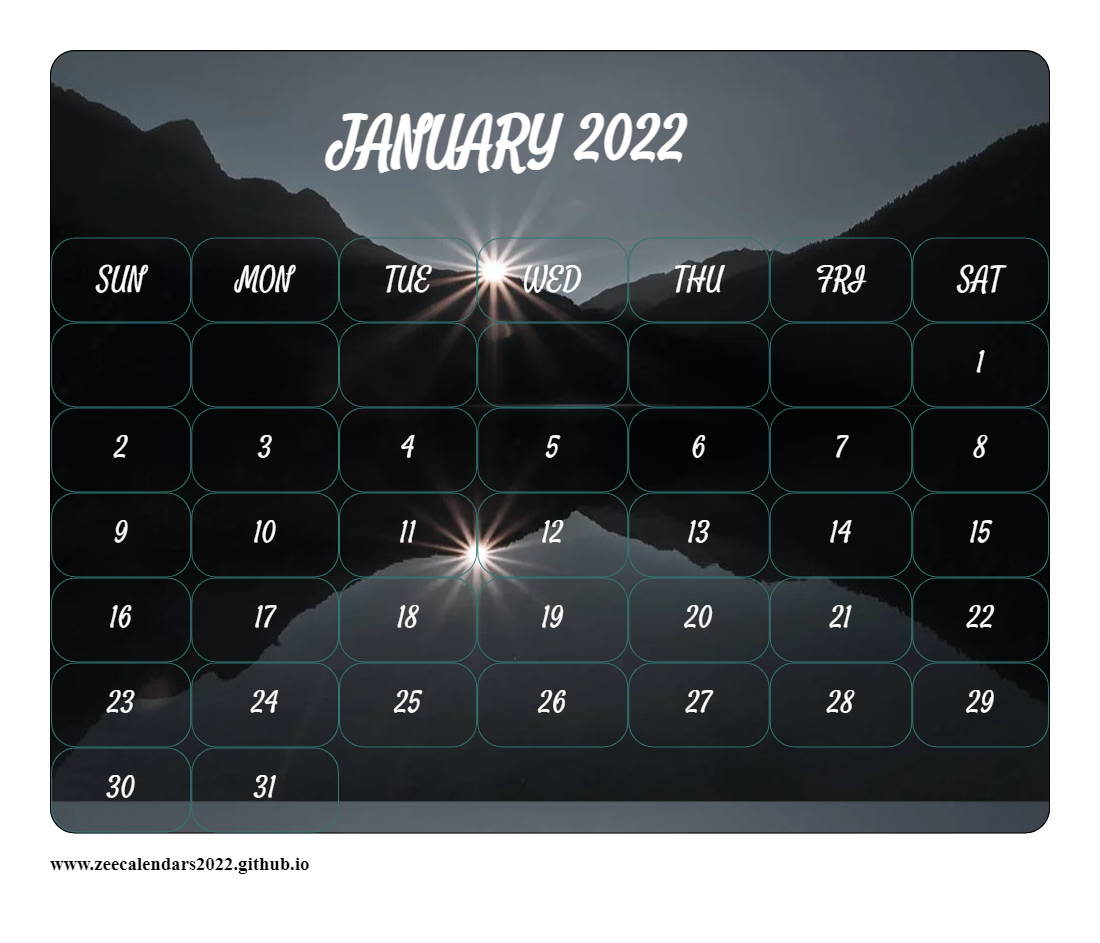 JANUARY 2022
SUN MON TUE WED THU FRI SAT
1
2 3 4 5 6 7 8
9 10 11 12 13 14 15
16 17 18 19 20 21 22
23 24 25 26 27 28 29
30 31
www.zeecalendars2022.github.io